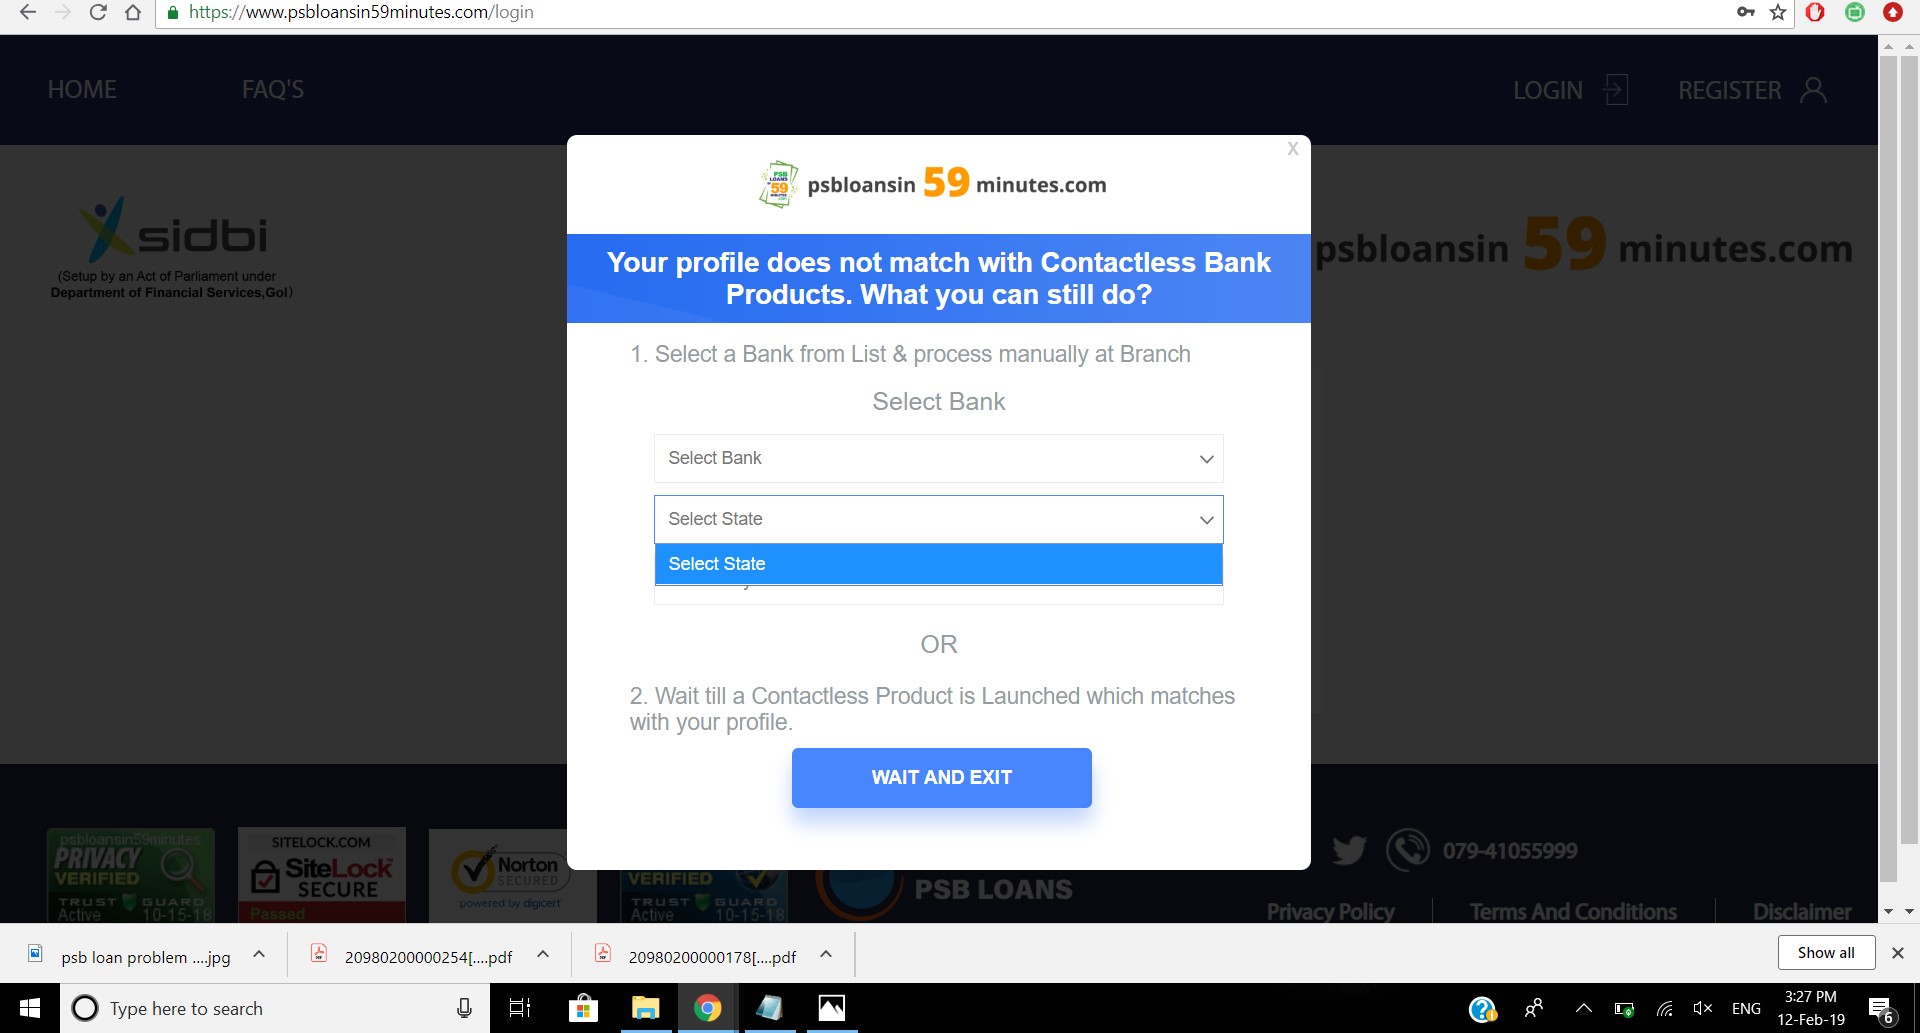 https://www.psbloansin59minutes.com/login
HOME
FAQ'S
LOGIN
REGISTER
X
PSB
LOANS
59
psbloansin 59 minutes.com
sidbi
(Setup by an Act of Parliament under
Department of Financial Services,GoI)
psbloansin 59 minutes.com
Your profile does not match with Contactless Bank
Products. What you can still do?
1. Select a Bank from List & process manually at Branch
Select Bank
Select Bank
Select State
Select State
OR
2. Wait till a Contactless Product is Launched which matches
with your profile.
WAIT AND EXIT
psbloansin59minutes
PRIVACY
VERIFIED
TRUST GUARD
Active 10-15-18
SITELOCK.COM
SiteLock™
SECURE
Passed
Norton
SECURED
powered by digicert
VERIFIED
TRUST GUARD
Active 10-15-18
PSB LOANS
079-41055999
Privacy Policy
Terms And Conditions
Disclaimer
psb loan problem ....jpg
20980200000254[....pdf
20980200000178[....pdf
Show all
Type here to search
ENG
3:27 PM
12-Feb-19
6